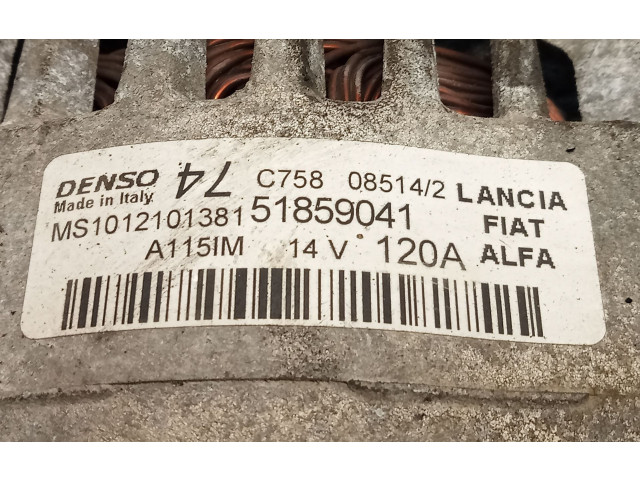 DENSO 74 C758 08514/2 LANCIA
Made in Italy FIAT
MS1012101381 51859041 ALFA
A115IM 14 V 120A